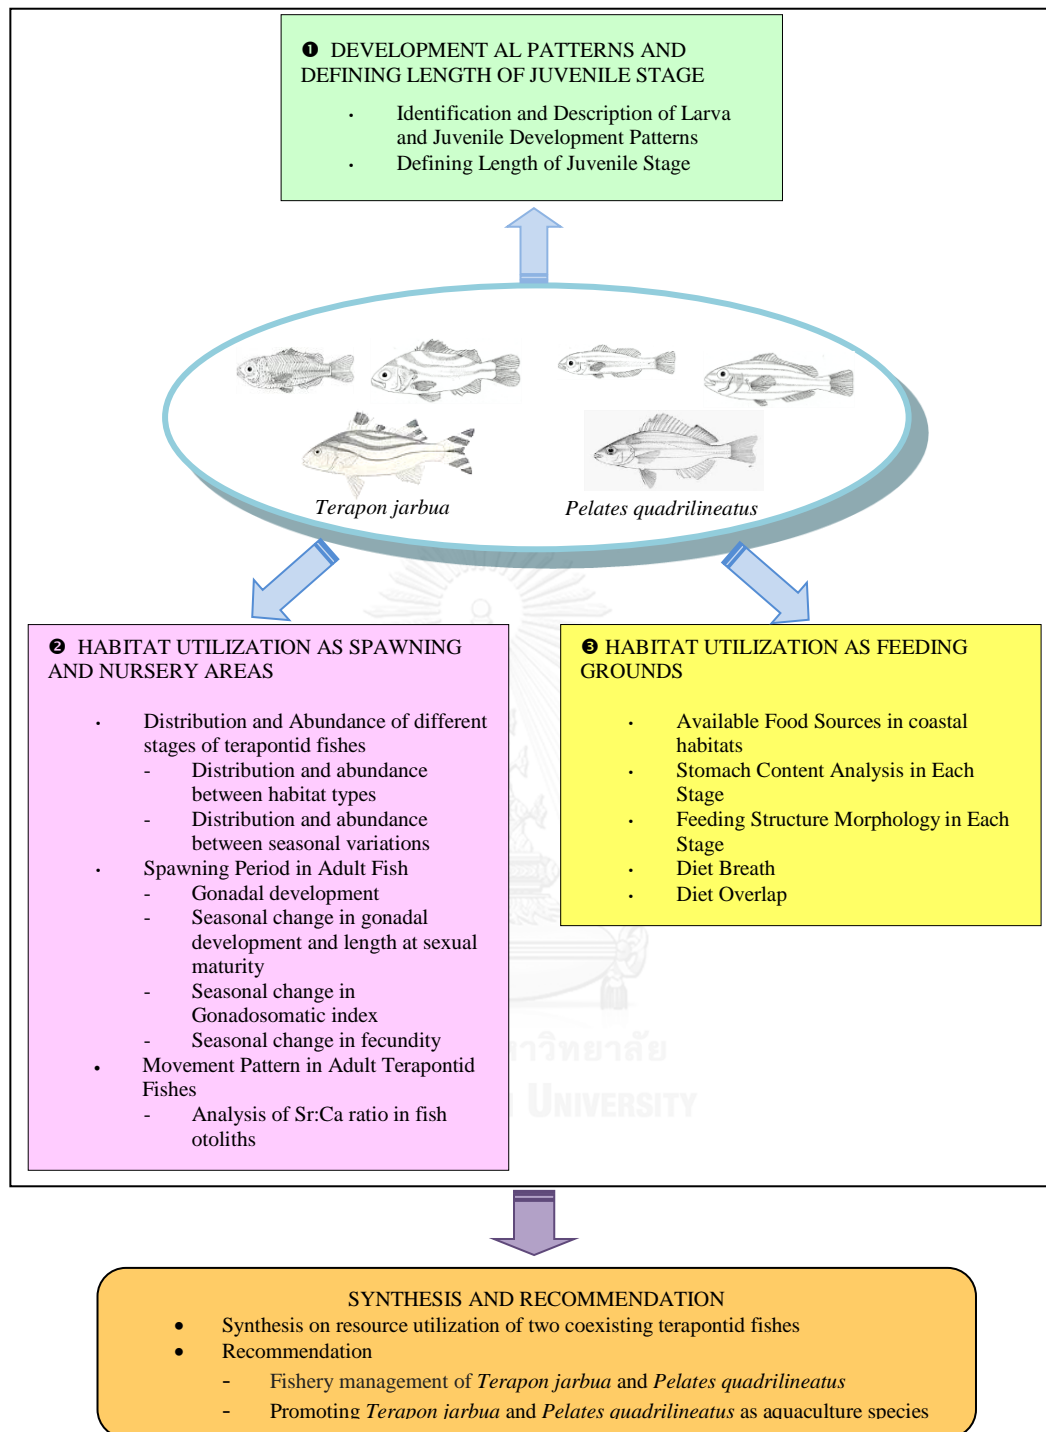 ❶ DEVELOPMENT AL PATTERNS AND
DEFINING LENGTH OF JUVENILE STAGE
• Identification and Description of Larva
and Juvenile Development Patterns
• Defining Length of Juvenile Stage
Terapon jarbua
Pelates quadrilineatus
❷ HABITAT UTILIZATION AS SPAWNING
AND NURSERY AREAS
• Distribution and Abundance of different
stages of terapontid fishes
- Distribution and abundance
between habitat types
- Distribution and abundance
between seasonal variations
• Spawning Period in Adult Fish
- Gonadal development
- Seasonal change in gonadal
development and length at sexual
maturity
- Seasonal change in
Gonadosomatic index
- Seasonal change in fecundity
• Movement Pattern in Adult Terapontid
Fishes
- Analysis of Sr:Ca ratio in fish
otoliths
❸ HABITAT UTILIZATION AS FEEDING
GROUNDS
• Available Food Sources in coastal
habitats
• Stomach Content Analysis in Each
Stage
• Feeding Structure Morphology in Each
Stage
• Diet Breath
• Diet Overlap
UNIVERSITY
SYNTHESIS AND RECOMMENDATION
• Synthesis on resource utilization of two coexisting terapontid fishes
• Recommendation
- Fishery management of Terapon jarbua and Pelates quadrilineatus
- Promoting Terapon jarbua and Pelates quadrilineatus as aquaculture species